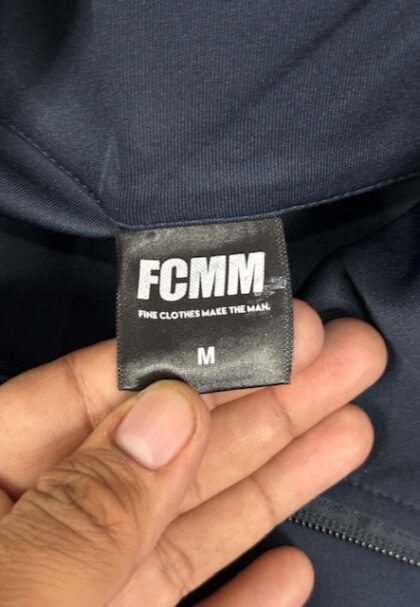 FCMM
FINE CLOTHES MAKE THE MAN.
M